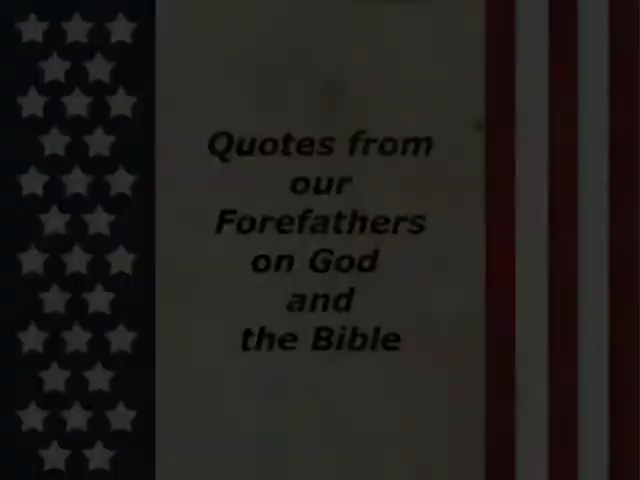 Quotes from
our
Forefathers
on God
and
the Bible